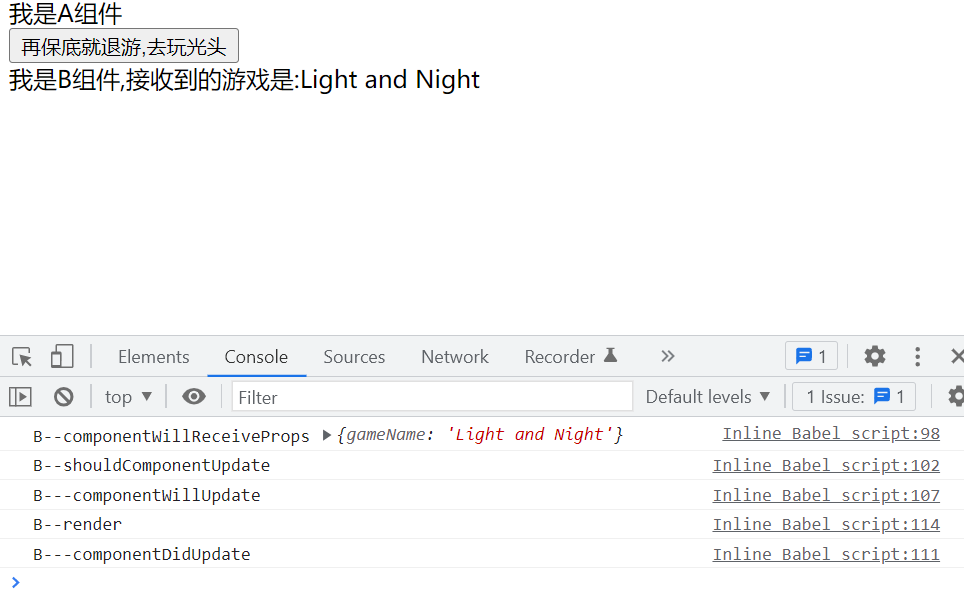 我是A组件
再保底就退游,去玩光头
我是B组件,接收到的游戏是:Light and Night
Elements Console Sources Network Recorder » 1
top ▼ Filter Default levels ▼ 1 Issue: 1
B--componentWillReceiveProps ▶{gameName: 'Light and Night'} Inline Babel script:98
B--shouldComponentUpdate Inline Babel script:102
B---componentWillUpdate Inline Babel script:107
B--render Inline Babel script:114
B---componentDidUpdate Inline Babel script:111
>